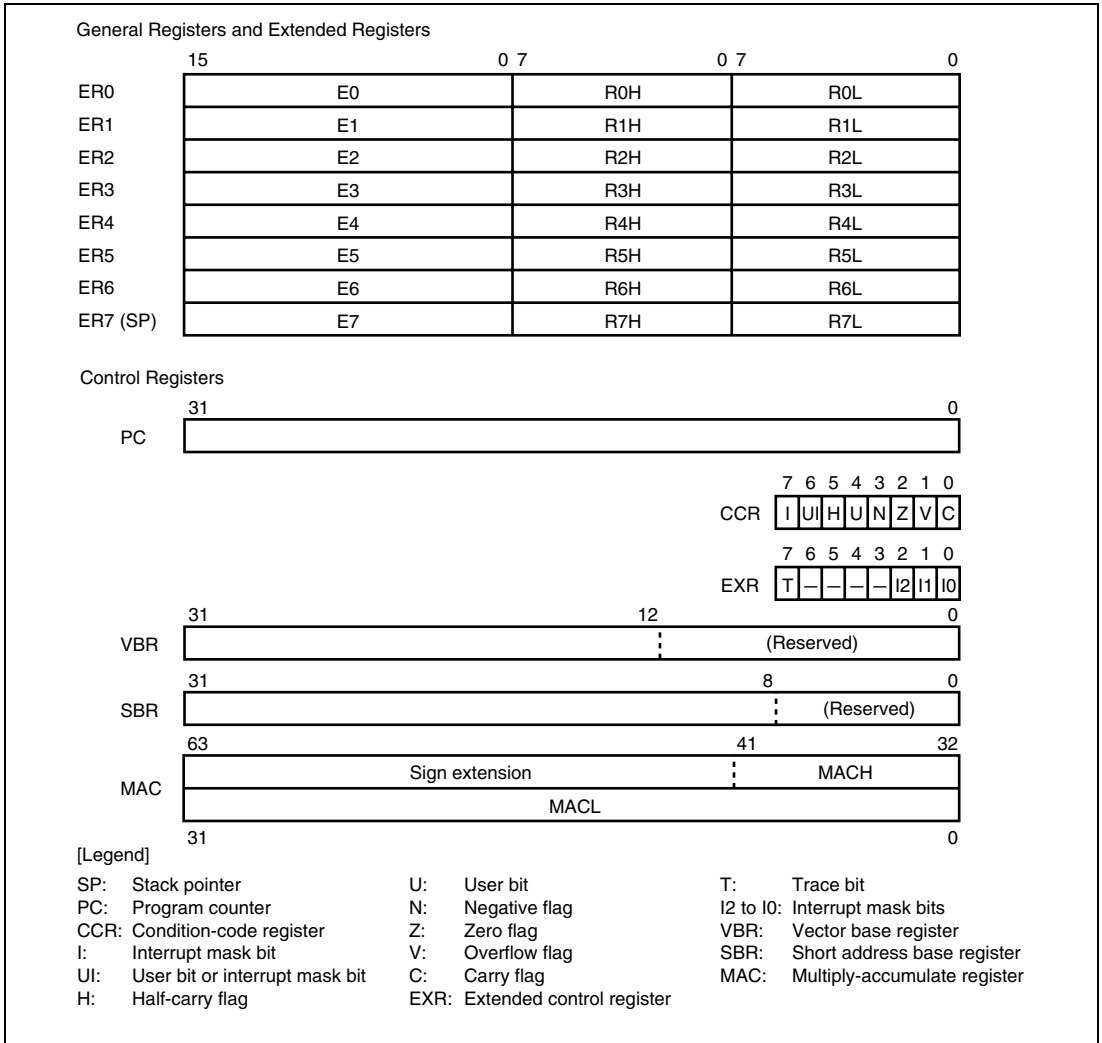 General Registers and Extended Registers
15 0 7 0 7 0
ER0 E0 R0H R0L
ER1 E1 R1H R1L
ER2 E2 R2H R2L
ER3 E3 R3H R3L
ER4 E4 R4H R4L
ER5 E5 R5H R5L
ER6 E6 R6H R6L
ER7 (SP) E7 R7H R7L
Control Registers
31 0
PC
7 6 5 4 3 2 1 0
CCR I UI H U N Z V C
7 6 5 4 3 2 1 0
EXR T — — — — I2 I1 I0
31 12 0
VBR (Reserved)
31 8 0
SBR (Reserved)
63 41 32
MAC Sign extension MACH
MACL
31 0
[Legend]
SP: Stack pointer
PC: Program counter
CCR: Condition-code register
I: Interrupt mask bit
UI: User bit or interrupt mask bit
H: Half-carry flag
U: User bit
N: Negative flag
Z: Zero flag
V: Overflow flag
C: Carry flag
EXR: Extended control register
T: Trace bit
I2 to I0: Interrupt mask bits
VBR: Vector base register
SBR: Short address base register
MAC: Multiply-accumulate register